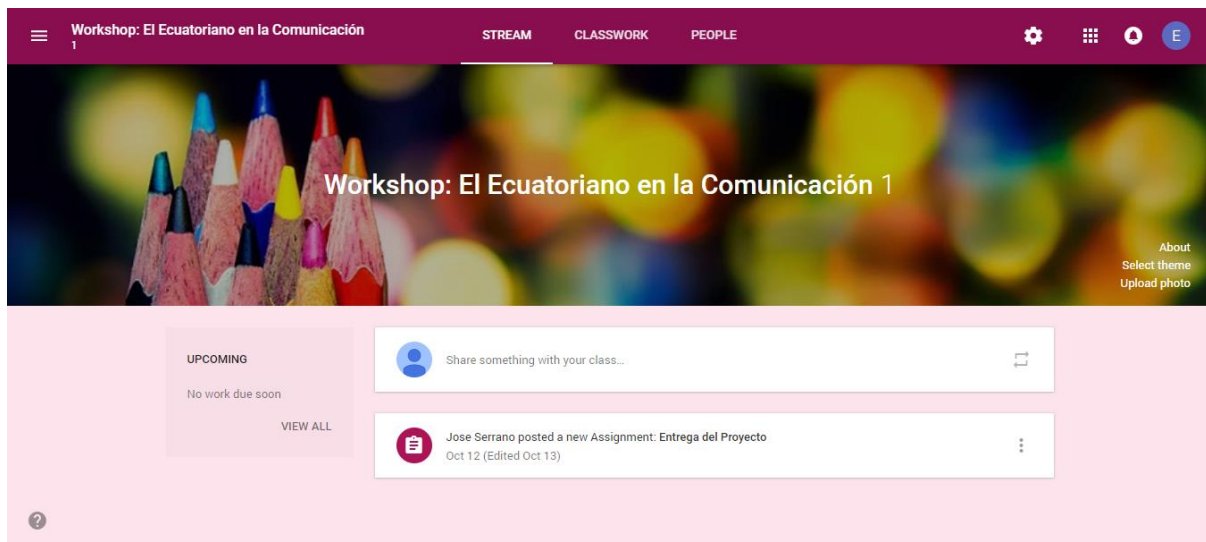 Workshop: El Ecuatoriano en la Comunicación
1
STREAM CLASSWORK PEOPLE
E
Workshop: El Ecuatoriano en la Comunicación 1
About
Select theme
Upload photo
UPCOMING
No work due soon
VIEW ALL
Share something with your class...
Jose Serrano posted a new Assignment: Entrega del Proyecto
Oct 12 (Edited Oct 13)
?